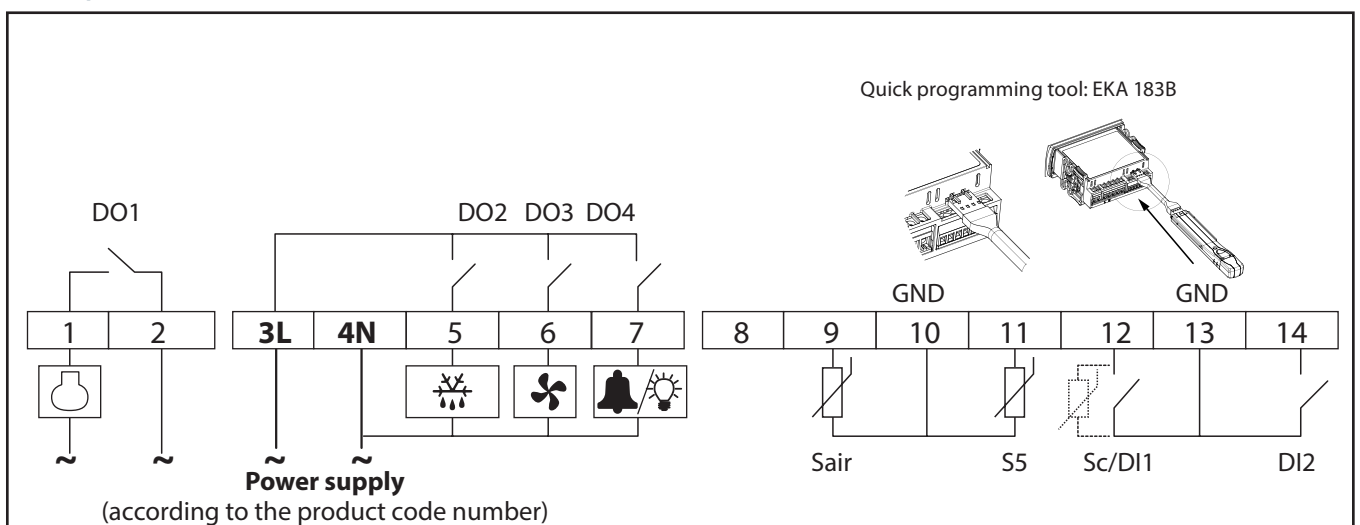 Quick programming tool: EKA 183B
DO1
DO2 DO3 DO4
GND
GND
1 2 3L 4N 5 6 7 8 9 10 11 12 13 14
~ ~ ~ ~
Sair S5 Sc/DI1 DI2
Power supply
(according to the product code number)